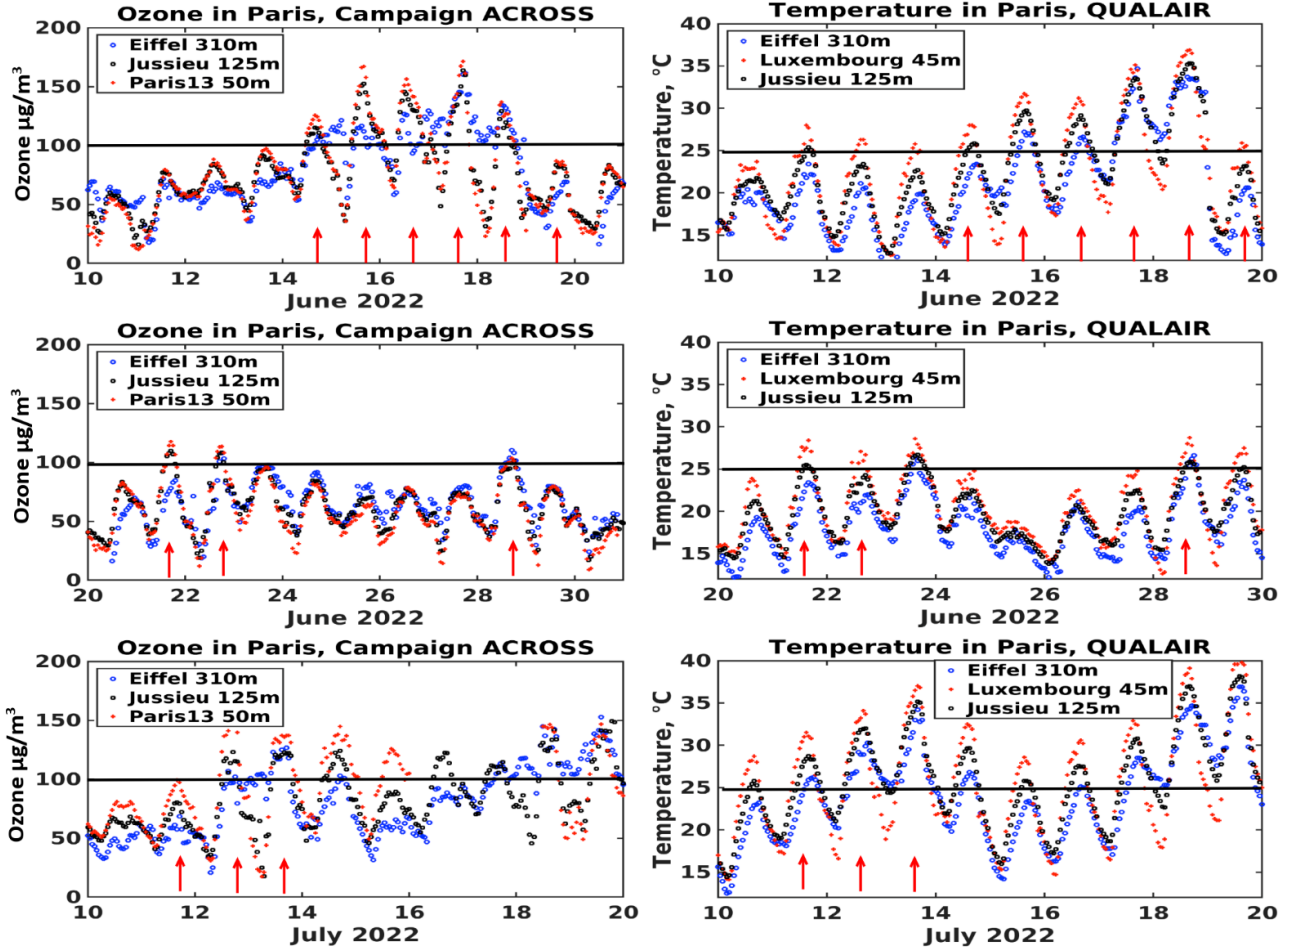 Ozone in Paris, Campaign ACROSS
Ozone µg/m³
200
150
100
50
0
Eiffel 310m
Jussieu 125m
Paris13 50m
10 12 14 16 18 20
June 2022
Temperature in Paris, QUALAIR
Temperature, °C
40
35
30
25
20
15
Eiffel 310m
Luxembourg 45m
Jussieu 125m
10 12 14 16 18 20
June 2022
Ozone in Paris, Campaign ACROSS
Ozone µg/m³
200
150
100
50
0
Eiffel 310m
Jussieu 125m
Paris13 50m
20 22 24 26 28 30
June 2022
Temperature in Paris, QUALAIR
Temperature, °C
40
35
30
25
20
15
Eiffel 310m
Luxembourg 45m
Jussieu 125m
20 22 24 26 28 30
June 2022
Ozone in Paris, Campaign ACROSS
Ozone µg/m³
200
150
100
50
0
Eiffel 310m
Jussieu 125m
Paris13 50m
10 12 14 16 18 20
July 2022
Temperature in Paris, QUALAIR
Temperature, °C
40
35
30
25
20
15
Eiffel 310m
Luxembourg 45m
Jussieu 125m
10 12 14 16 18 20
July 2022